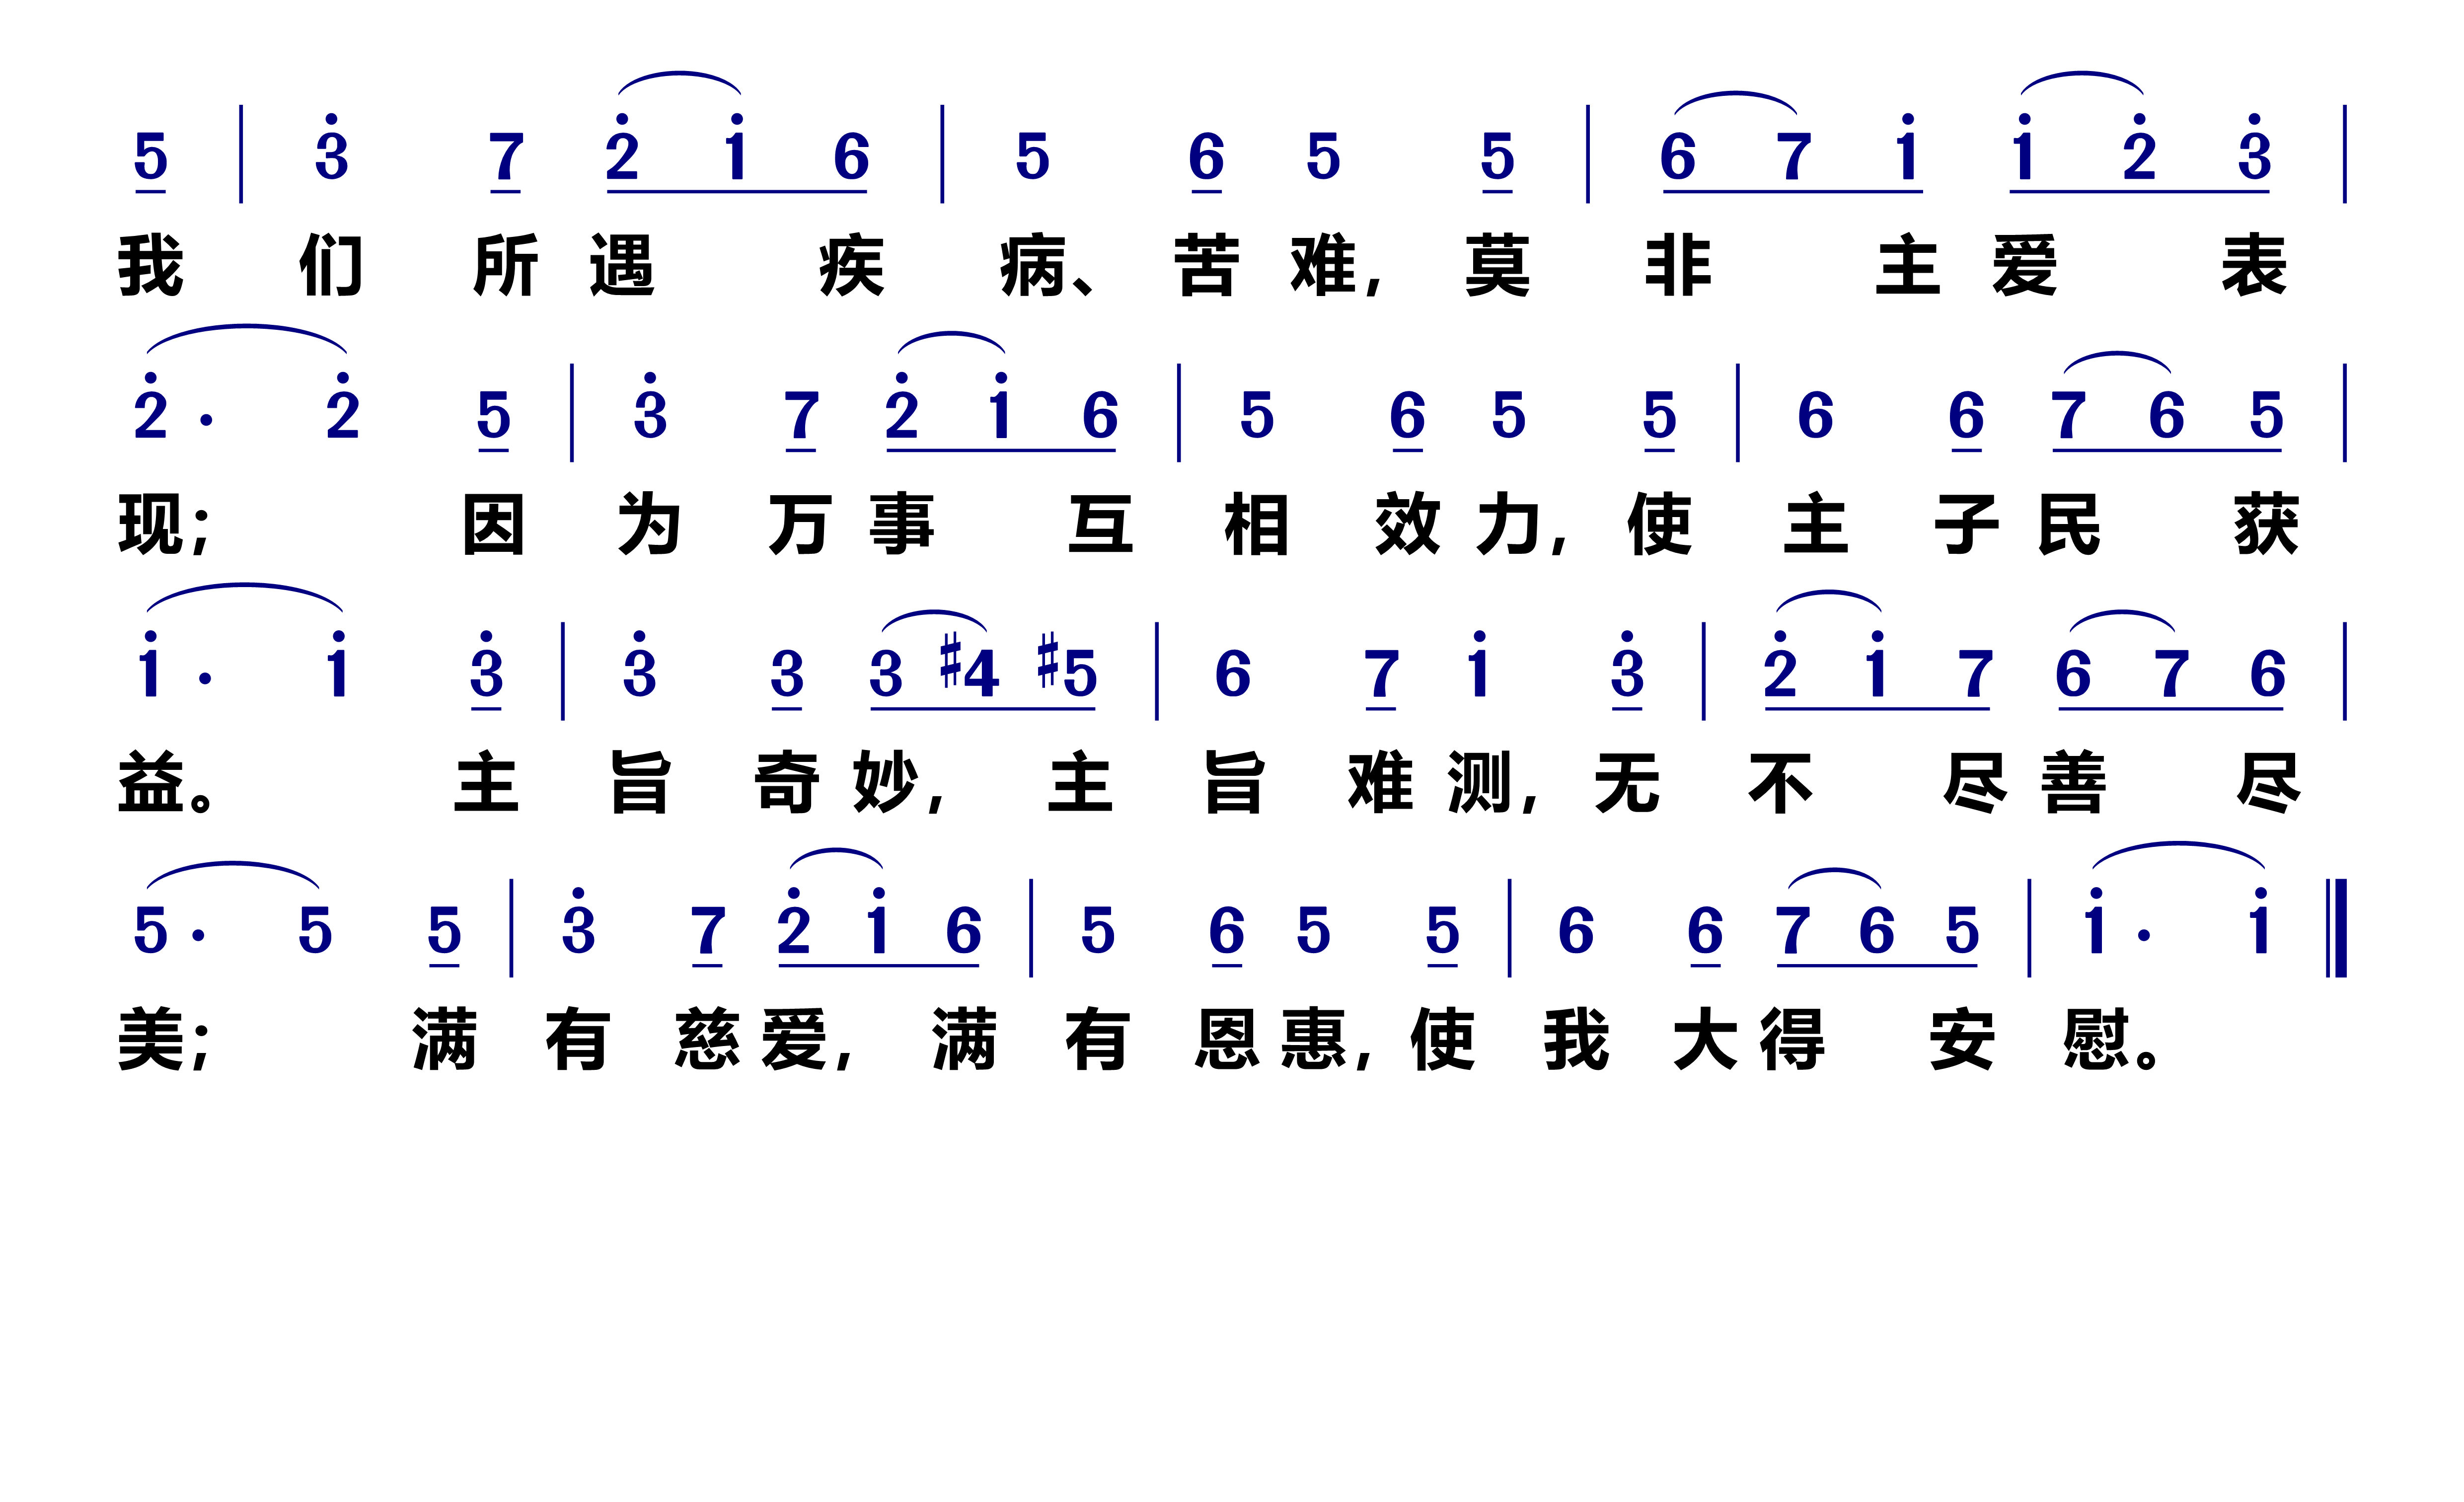 5 | 3̇ 7 2̇ 1̇ 6 | 5 6 5 5 | 6 7 1̇ 1̇ 2̇ 3̇ |
我们所遇疾病、苦难,莫非主爱表
2̇ · 2̇ 5 | 3̇ 7 2̇ 1̇ 6 | 5 6 5 5 | 6 6 7 6 5 |
现;因为万事互相效力,使主子民获
1̇ · 1̇ 3̇ | 3̇ 3 3 #4 #5 | 6 7 1̇ 3̇ | 2̇ 1̇ 7 6 7 6 |
益。主旨奇妙,主旨难测,无不尽善尽
5 · 5 5 | 3̇ 7 2̇ 1̇ 6 | 5 6 5 5 | 6 6 7 6 5 | 1̇ · 1̇ ‖
美;满有慈爱,满有恩惠,使我大得安慰。